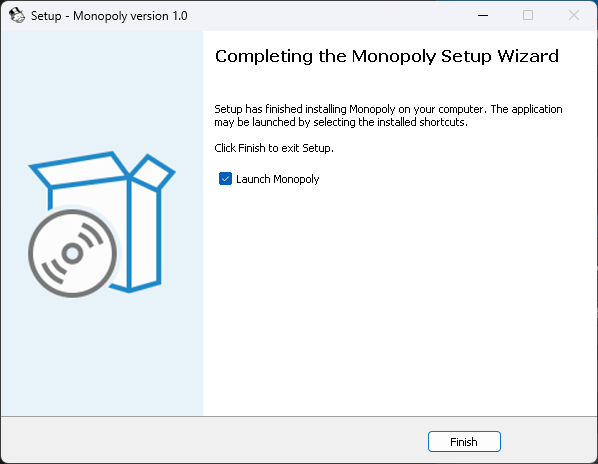 Setup - Monopoly version 1.0
Completing the Monopoly Setup Wizard
Setup has finished installing Monopoly on your computer. The application
may be launched by selecting the installed shortcuts.
Click Finish to exit Setup.
Launch Monopoly
Finish